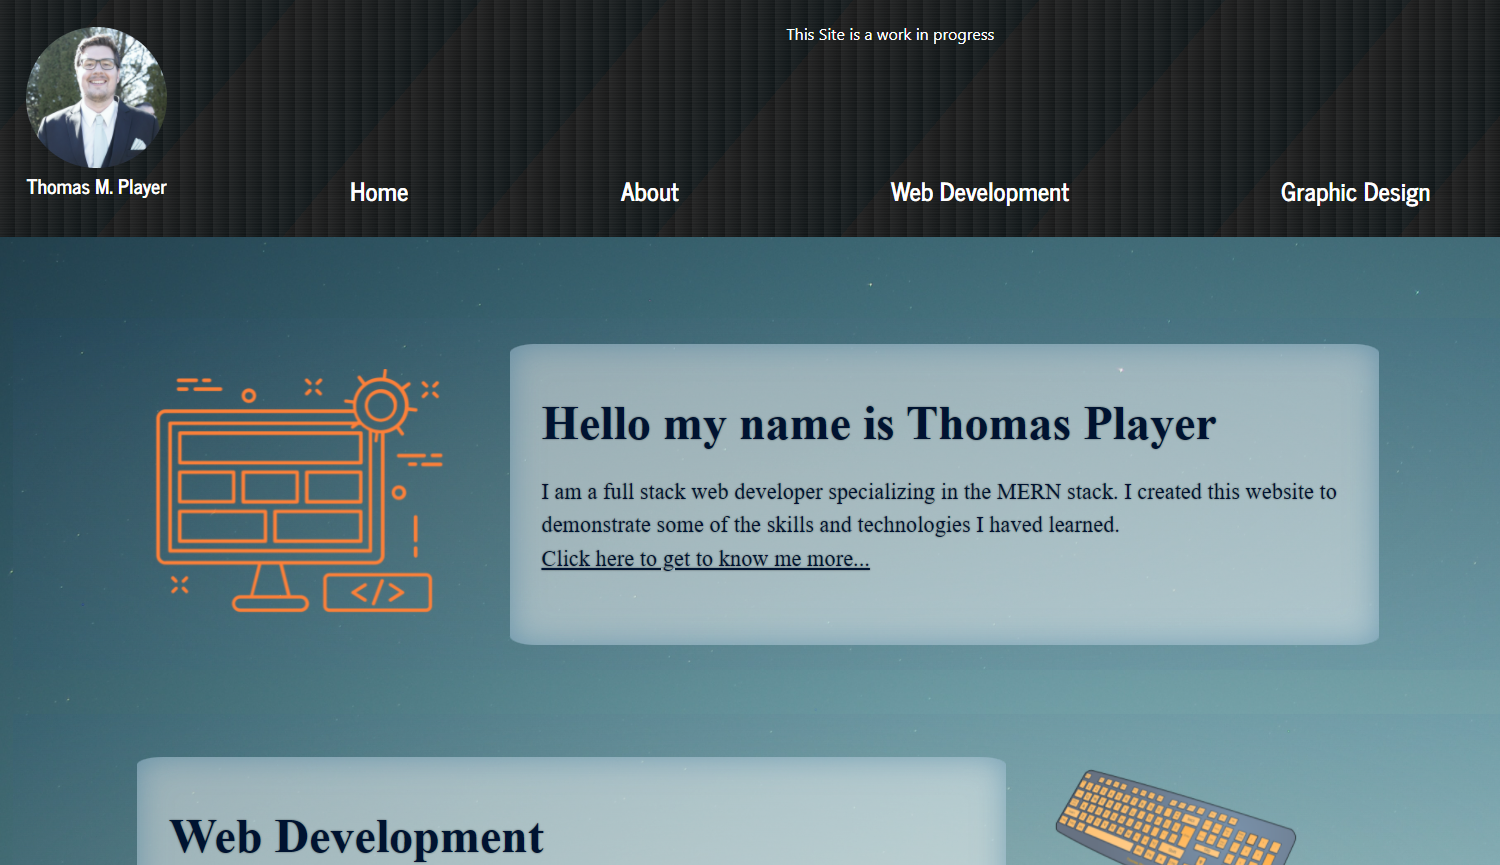 This Site is a work in progress
Thomas M. Player
Home
About
Web Development
Graphic Design
Hello my name is Thomas Player
I am a full stack web developer specializing in the MERN stack. I created this website to
demonstrate some of the skills and technologies I haved learned.
Click here to get to know me more...
</>
Web Development